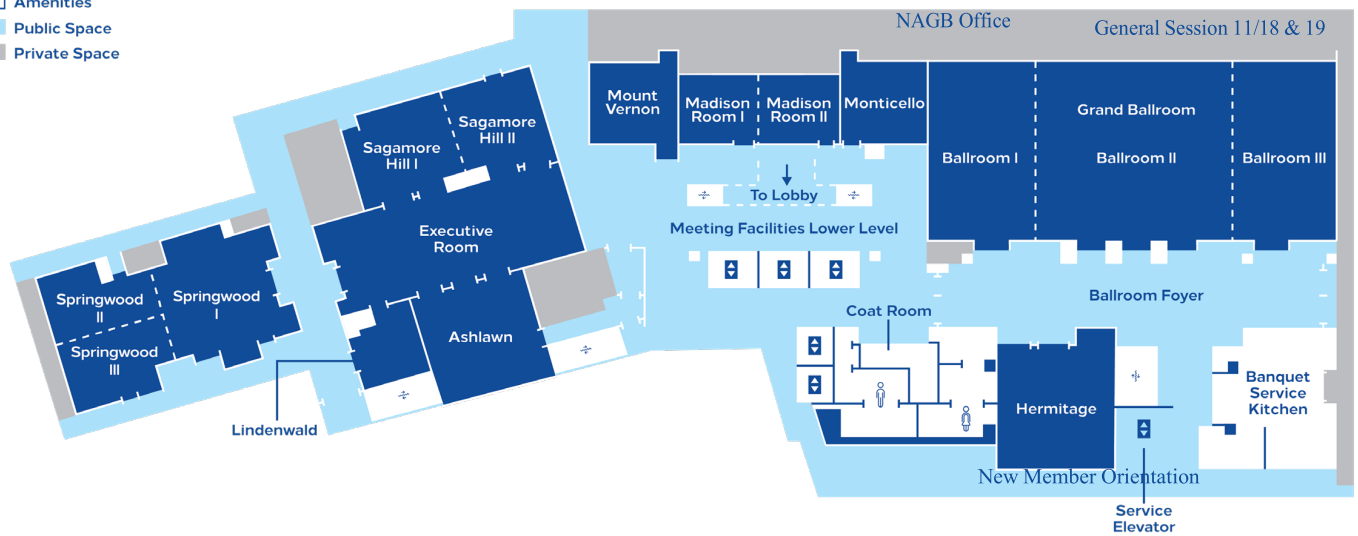 Amenities
Public Space
Private Space
NAGB Office
General Session 11/18 & 19
Mount
Vernon
Madison
Room I
Madison
Room II
Monticello
Grand Ballroom
Ballroom I
Ballroom II
Ballroom III
Sagamore
Hill I
Sagamore
Hill II
To Lobby
Executive
Room
Meeting Facilities Lower Level
Springwood
II
Springwood
I
Springwood
III
Ballroom Foyer
Coat Room
Ashlawn
Lindenwald
Hermitage
Banquet
Service
Kitchen
New Member Orientation
Service
Elevator